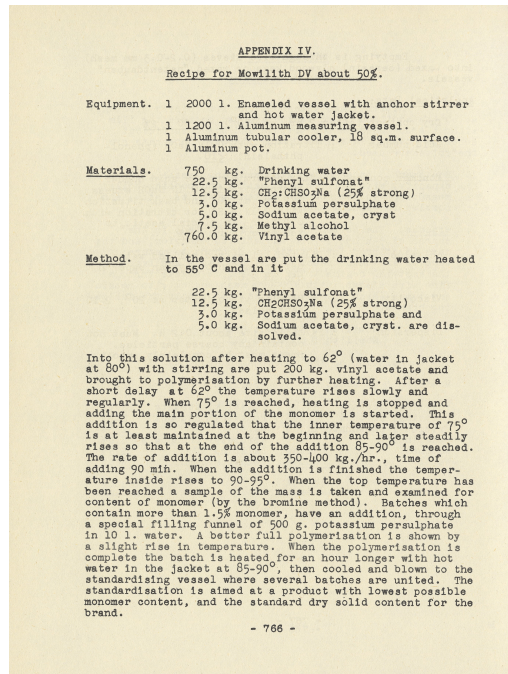 APPENDIX IV.
Recipe for Mowilith DV about 50%.
Equipment. 1 2000 l. Enameled vessel with anchor stirrer
and hot water jacket.
1 1200 l. Aluminum measuring vessel.
1 Aluminum tubular cooler, 18 sq.m. surface.
1 Aluminum pot.
Materials. 750 kg. Drinking water
22.5 kg. "Phenyl sulfonat"
12.5 kg. CH2:CHSO3Na (25% strong)
3.0 kg. Potassium persulphate
5.0 kg. Sodium acetate, cryst
7.5 kg. Methyl alcohol
760.0 kg. Vinyl acetate
Method. In the vessel are put the drinking water heated
to 55° C and in it
22.5 kg. "Phenyl sulfonat"
12.5 kg. CH2CHSO3Na (25% strong)
3.0 kg. Potassium persulphate and
5.0 kg. Sodium acetate, cryst. are dis-
solved.
Into this solution after heating to 62° (water in jacket
at 80°) with stirring are put 200 kg. vinyl acetate and
brought to polymerisation by further heating. After a
short delay at 62° the temperature rises slowly and
regularly. When 75° is reached, heating is stopped and
adding the main portion of the monomer is started. This
addition is so regulated that the inner temperature of 75°
is at least maintained at the beginning and later steadily
rises so that at the end of the addition 85-90° is reached.
The rate of addition is about 350-400 kg./hr., time of
adding 90 min. When the addition is finished the temper-
ature inside rises to 90-95°. When the top temperature has
been reached a sample of the mass is taken and examined for
content of monomer (by the bromine method). Batches which
contain more than 1.5% monomer, have an addition, through
a special filling funnel of 500 g. potassium persulphate
in 10 l. water. A better full polymerisation is shown by
a slight rise in temperature. When the polymerisation is
complete the batch is heated for an hour longer with hot
water in the jacket at 85-90°, then cooled and blown to the
standardising vessel where several batches are united. The
standardisation is aimed at a product with lowest possible
monomer content, and the standard dry solid content for the
brand.
- 766 -